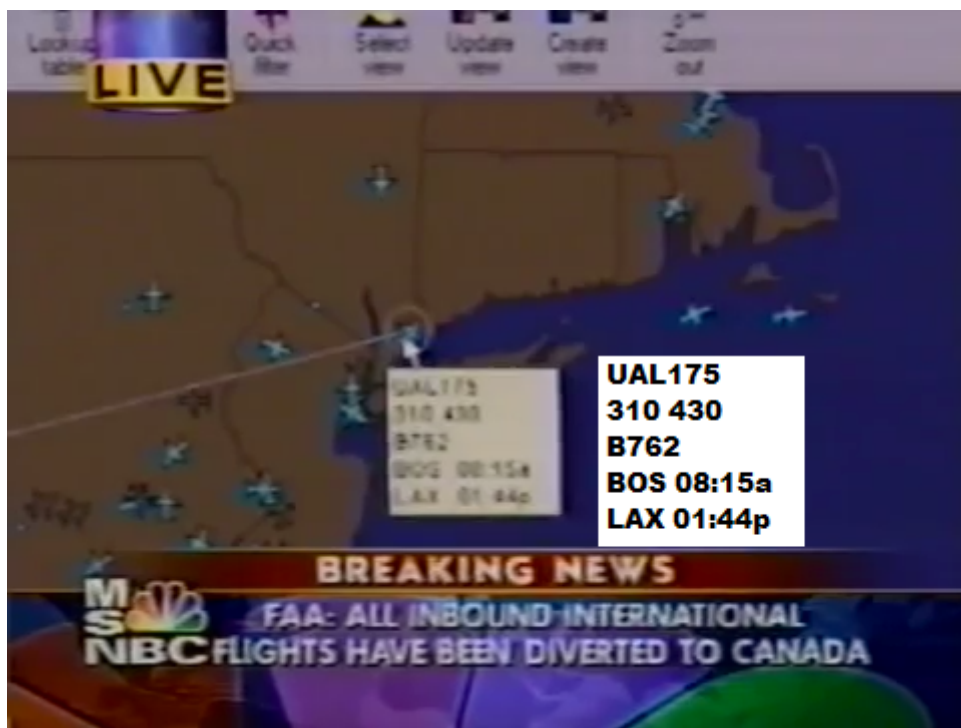 Lookup
table
Quick
filter
Select
view
Update
view
Create
view
Zoom
out
LIVE
UAL175
310 430
B762
BOS 08:15a
LAX 01:44p
UAL175
310 430
B762
BOS 08:15a
LAX 01:44p
BREAKING NEWS
MSNBC
FAA: ALL INBOUND INTERNATIONAL
FLIGHTS HAVE BEEN DIVERTED TO CANADA